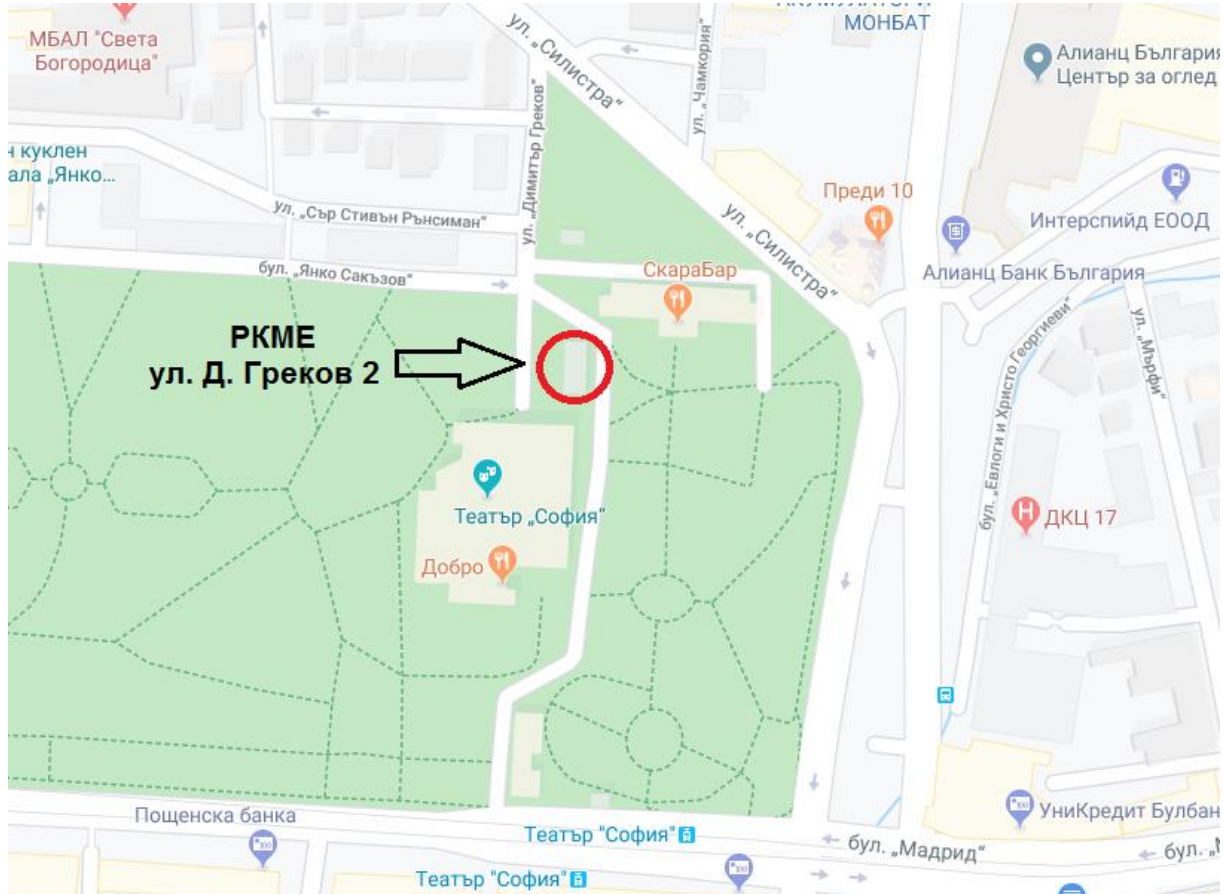 АКУМУЛАТОРИ
МОНБАТ
МБАЛ "Света
Богородица"
ул. „Силистра“
ул. „Чамкория“
Алианц България
Център за оглед
ул. „Димитър Греков“
н куклен
ала „Янко...
Преди 10
ул. „Сър Стивън Рънсиман“
ул. „Силистра“
Интерспийд ЕООД
бул. „Янко Сакъзов“
СкараБар
Алианц Банк България
РКМЕ
ул. Д. Греков 2
бул. „Евлоги и Христо Георгиеви“
ул. „Мърфи“
Театър „София“
ДКЦ 17
Добро
Пощенска банка
УниКредит Булбан
Театър "София"
бул. „Мадрид“
бул. „М
Театър "София"